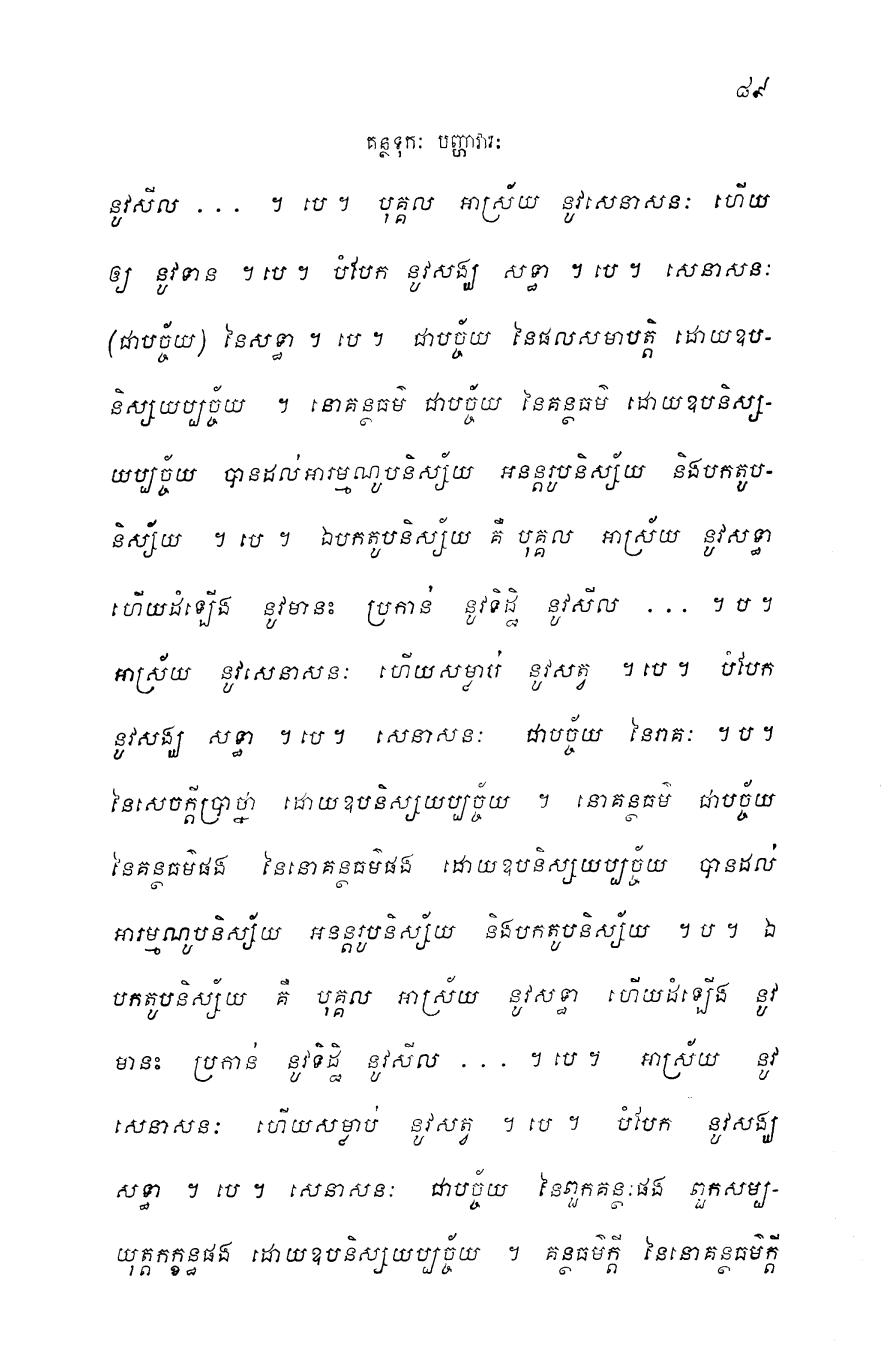 ៨៩
គន្ថទុកៈ បញ្ហាវារៈ
នូវសីល ... ។ បេ ។ បុគ្គល អាស្រ័យ នូវសេនាសនៈ ហើយ
ឲ្យ នូវទាន ។ បេ ។ បំបែក នូវសង្ឃ សទ្ធា ។ បេ ។ សេនាសនៈ
(ជាបច្ច័យ) នៃសទ្ធា ។ បេ ។ ជាបច្ច័យ នៃផលសមាបត្តិ ដោយឧប-
និស្សយប្បច្ច័យ ។ នោគន្ថធម៌ ជាបច្ច័យ នៃគន្ថធម៌ ដោយឧបនិស្ស-
យប្បច្ច័យ បានដល់អារម្មណូបនិស្ស័យ អនន្តរូបនិស្ស័យ និងបកតូប-
និស្ស័យ ។ បេ ។ ឯបកតូបនិស្ស័យ គឺ បុគ្គល អាស្រ័យ នូវសទ្ធា
ហើយដំឡើង នូវមានះ ប្រកាន់ នូវទិដ្ឋិ នូវសីល ... ។ ប ។
អាស្រ័យ នូវសេនាសនៈ ហើយសម្លាប់ នូវសត្វ ។ បេ ។ បំបែក
នូវសង្ឃ សទ្ធា ។ បេ ។ សេនាសនៈ ជាបច្ច័យ នៃរាគៈ ។ ប ។
នៃសេចក្តីប្រាថ្នា ដោយឧបនិស្សយប្បច្ច័យ ។ នោគន្ថធម៌ ជាបច្ច័យ
នៃគន្ថធម៌ផង នៃនោគន្ថធម៌ផង ដោយឧបនិស្សយប្បច្ច័យ បានដល់
អារម្មណូបនិស្ស័យ អនន្តរូបនិស្ស័យ និងបកតូបនិស្ស័យ ។ ប ។ ឯ
បកតូបនិស្ស័យ គឺ បុគ្គល អាស្រ័យ នូវសទ្ធា ហើយដំឡើង នូវ
មានះ ប្រកាន់ នូវទិដ្ឋិ នូវសីល ... ។ បេ ។ អាស្រ័យ នូវ
សេនាសនៈ ហើយសម្លាប់ នូវសត្វ ។ បេ ។ បំបែក នូវសង្ឃ
សទ្ធា ។ បេ ។ សេនាសនៈ ជាបច្ច័យ នៃពួកគន្ថៈផង ពួកសម្ប-
យុត្តកក្ខន្ធផង ដោយឧបនិស្សយប្បច្ច័យ ។ គន្ថធម៌ក្តី នៃនោគន្ថធម៌ក្តី